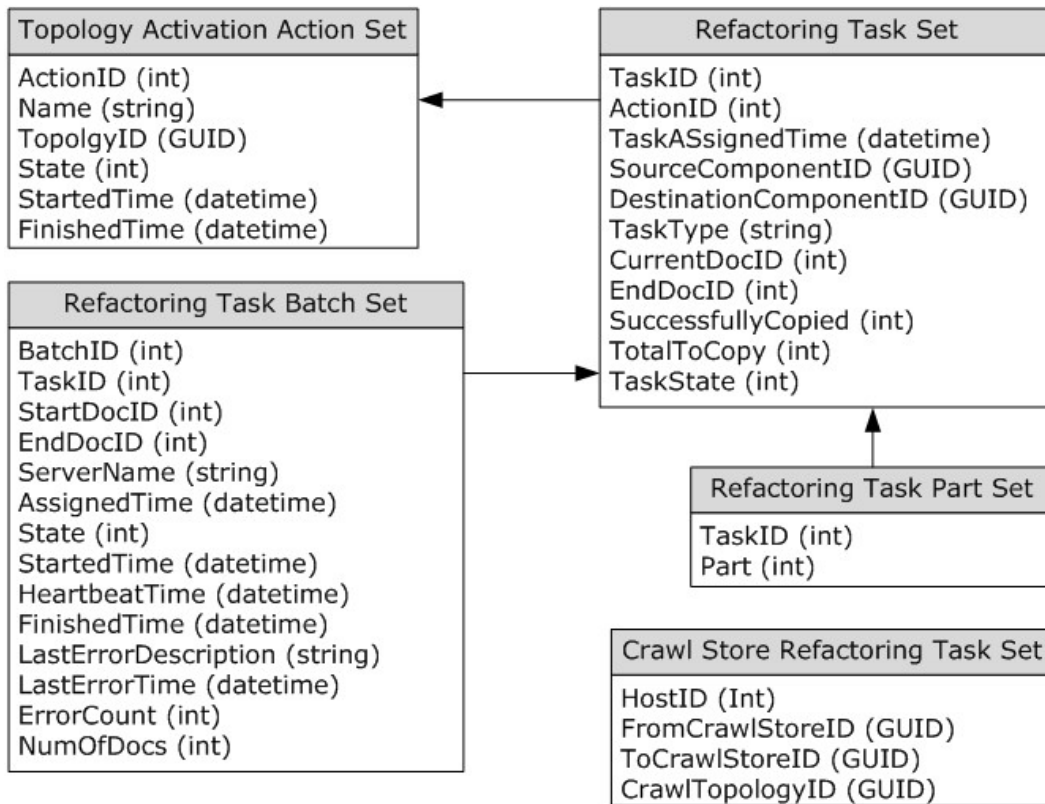 Topology Activation Action Set
ActionID (int)
Name (string)
TopolgyID (GUID)
State (int)
StartedTime (datetime)
FinishedTime (datetime)
Refactoring Task Set
TaskID (int)
ActionID (int)
TaskASsignedTime (datetime)
SourceComponentID (GUID)
DestinationComponentID (GUID)
TaskType (string)
CurrentDocID (int)
EndDocID (int)
SuccessfullyCopied (int)
TotalToCopy (int)
TaskState (int)
Refactoring Task Batch Set
BatchID (int)
TaskID (int)
StartDocID (int)
EndDocID (int)
ServerName (string)
AssignedTime (datetime)
State (int)
StartedTime (datetime)
HeartbeatTime (datetime)
FinishedTime (datetime)
LastErrorDescription (string)
LastErrorTime (datetime)
ErrorCount (int)
NumOfDocs (int)
Refactoring Task Part Set
TaskID (int)
Part (int)
Crawl Store Refactoring Task Set
HostID (Int)
FromCrawlStoreID (GUID)
ToCrawlStoreID (GUID)
CrawlTopologyID (GUID)